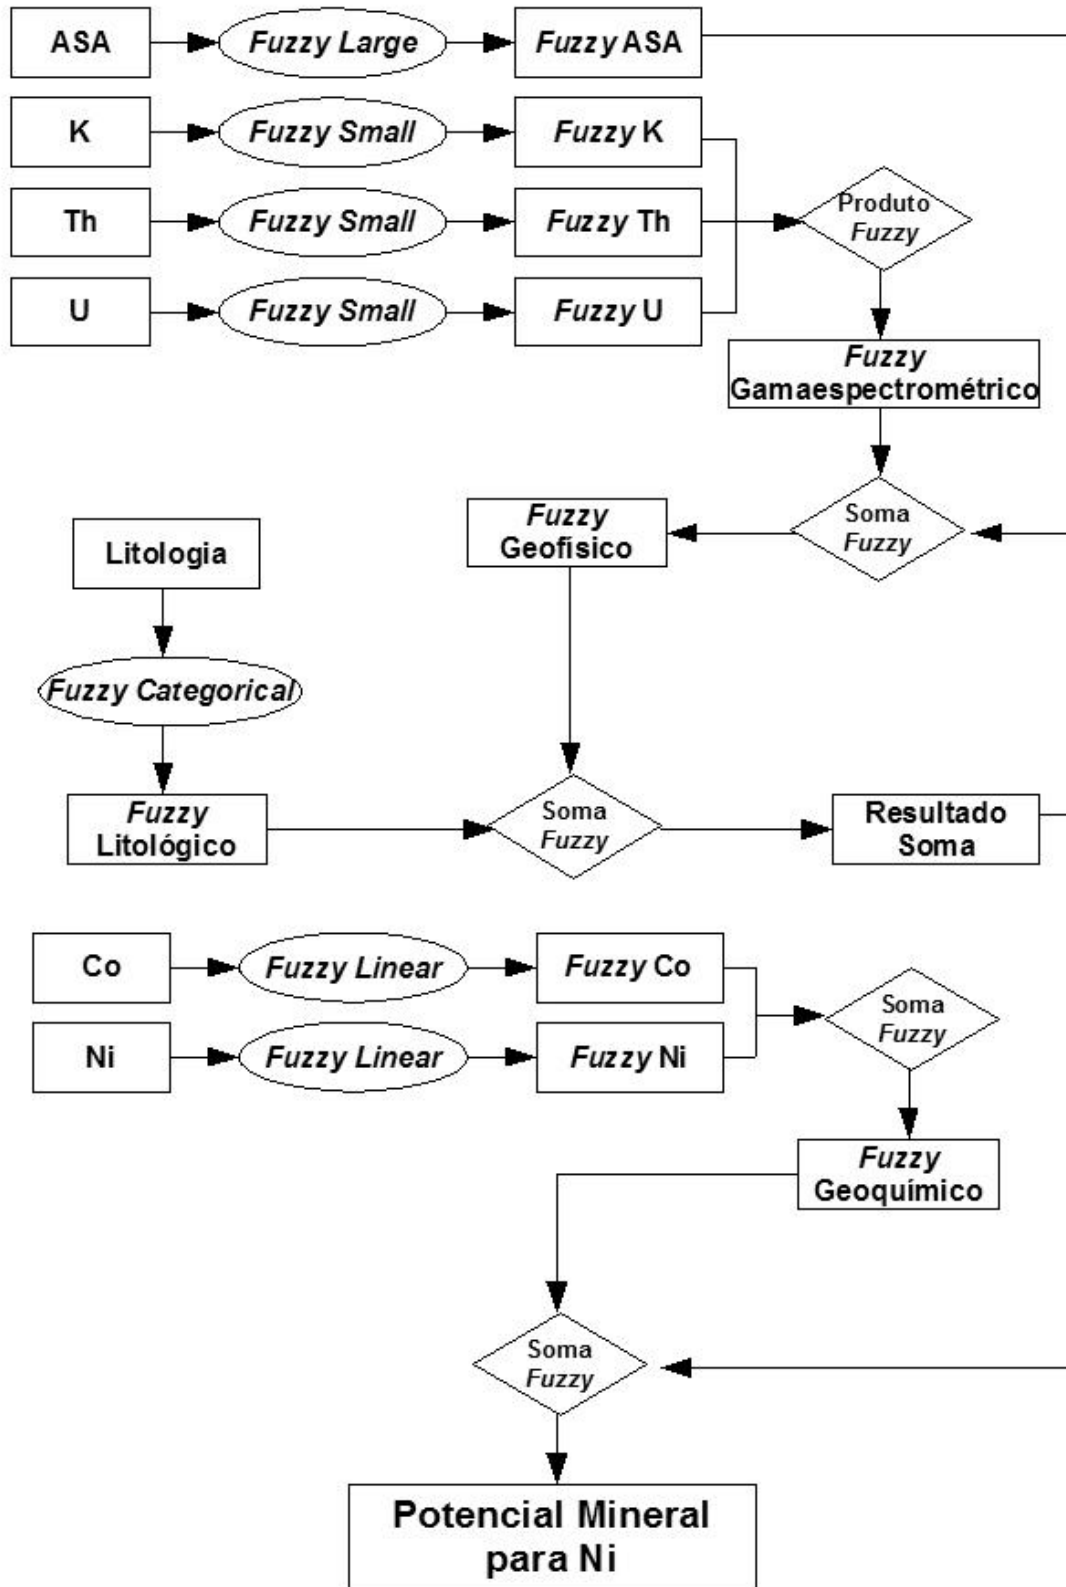 ASA
Fuzzy Large
Fuzzy ASA
K
Fuzzy Small
Fuzzy K
Th
Fuzzy Small
Fuzzy Th
Produto
Fuzzy
U
Fuzzy Small
Fuzzy U
Fuzzy
Gamaespectrométrico
Soma
Fuzzy
Fuzzy
Geofísico
Litologia
Fuzzy Categorical
Fuzzy
Litológico
Soma
Fuzzy
Resultado
Soma
Co
Fuzzy Linear
Fuzzy Co
Ni
Fuzzy Linear
Fuzzy Ni
Soma
Fuzzy
Fuzzy
Geoquímico
Soma
Fuzzy
Potencial Mineral
para Ni